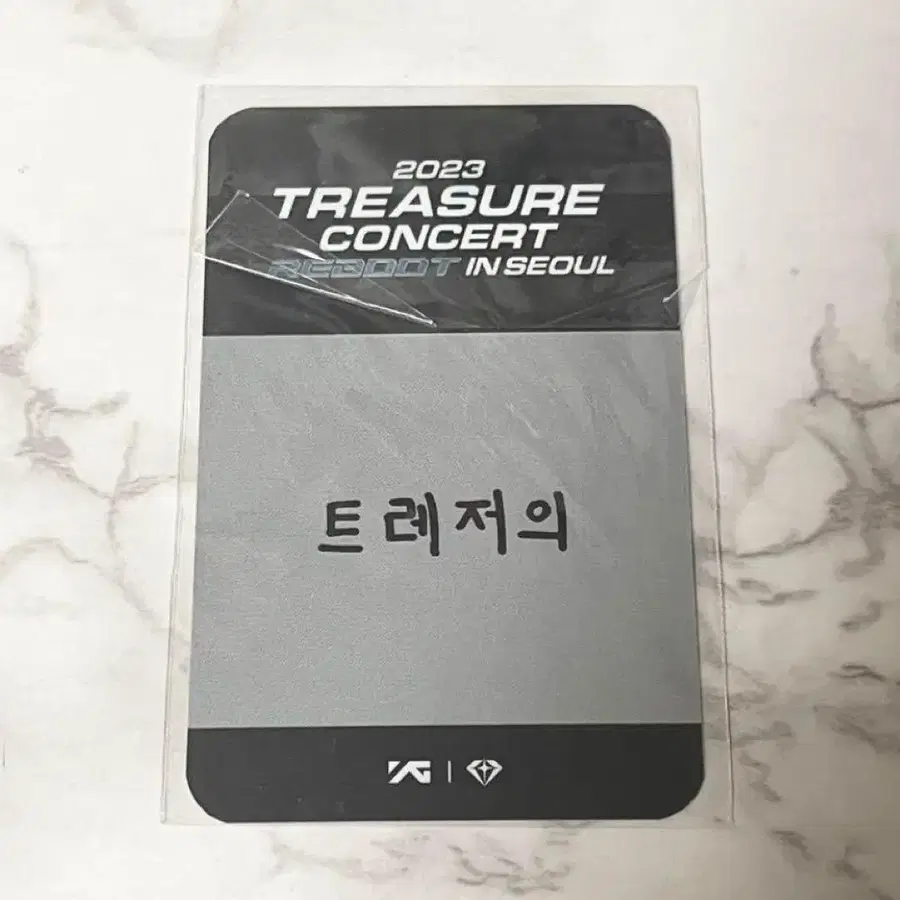 2023
TREASURE
CONCERT
REBOOT IN SEOUL
트레저의
YG